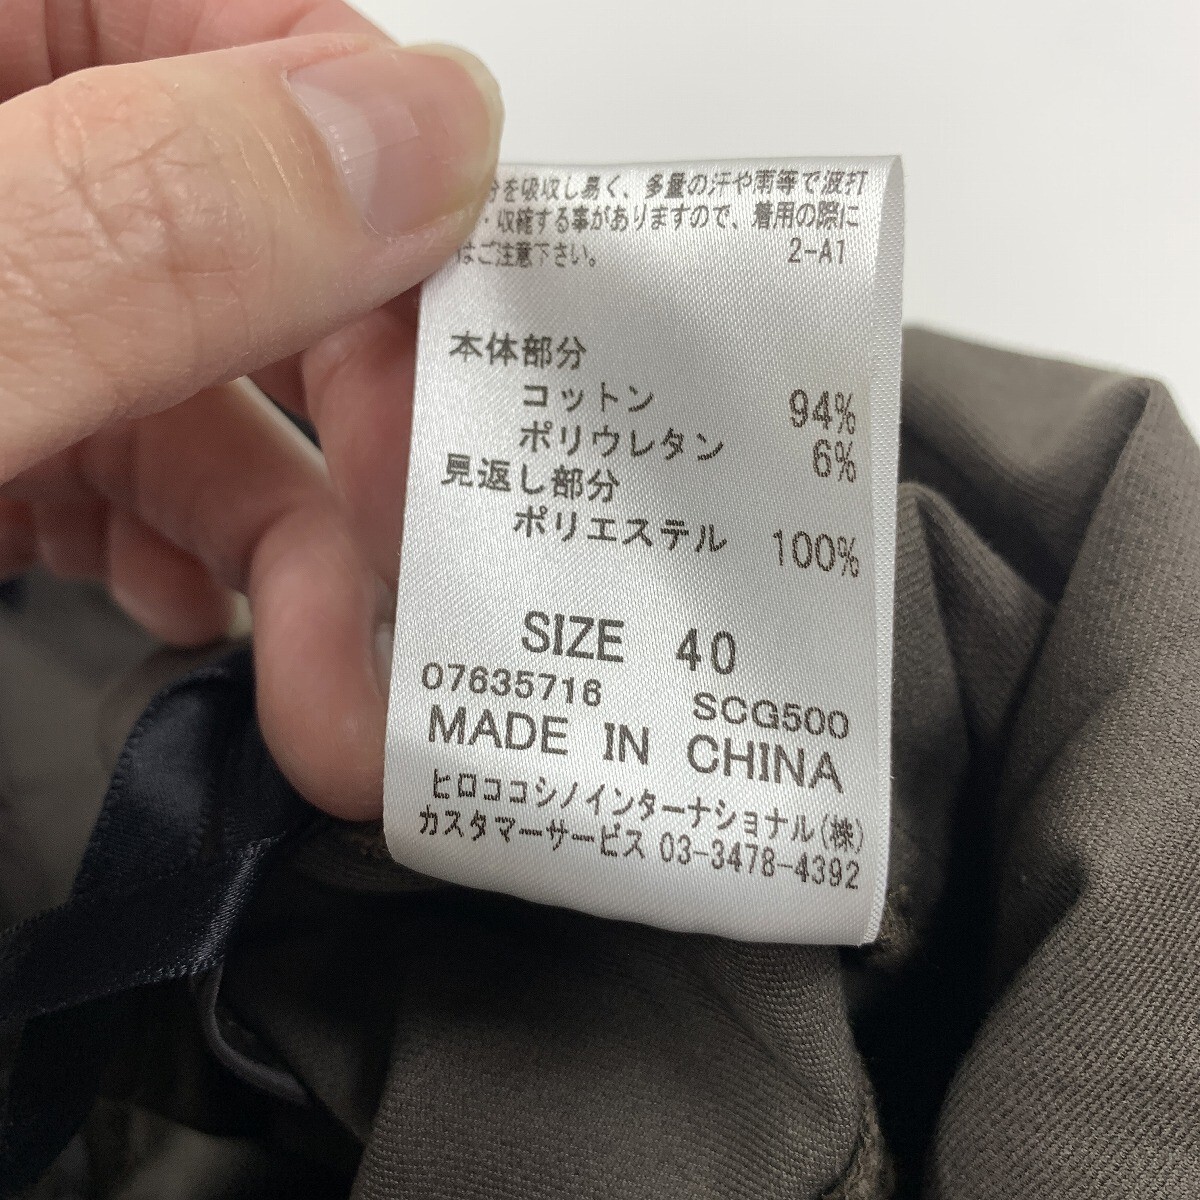 分を吸収し易く、多量の汗や雨等で波打
・収縮する事がありますので、着用の際に
はご注意下さい。 2-A1
本体部分
コットン 94%
ポリウレタン 6%
見返し部分
ポリエステル 100%
SIZE 40
07635716 SCG500
MADE IN CHINA
ヒロココシノインターナショナル(株)
カスタマーサービス 03-3478-4392